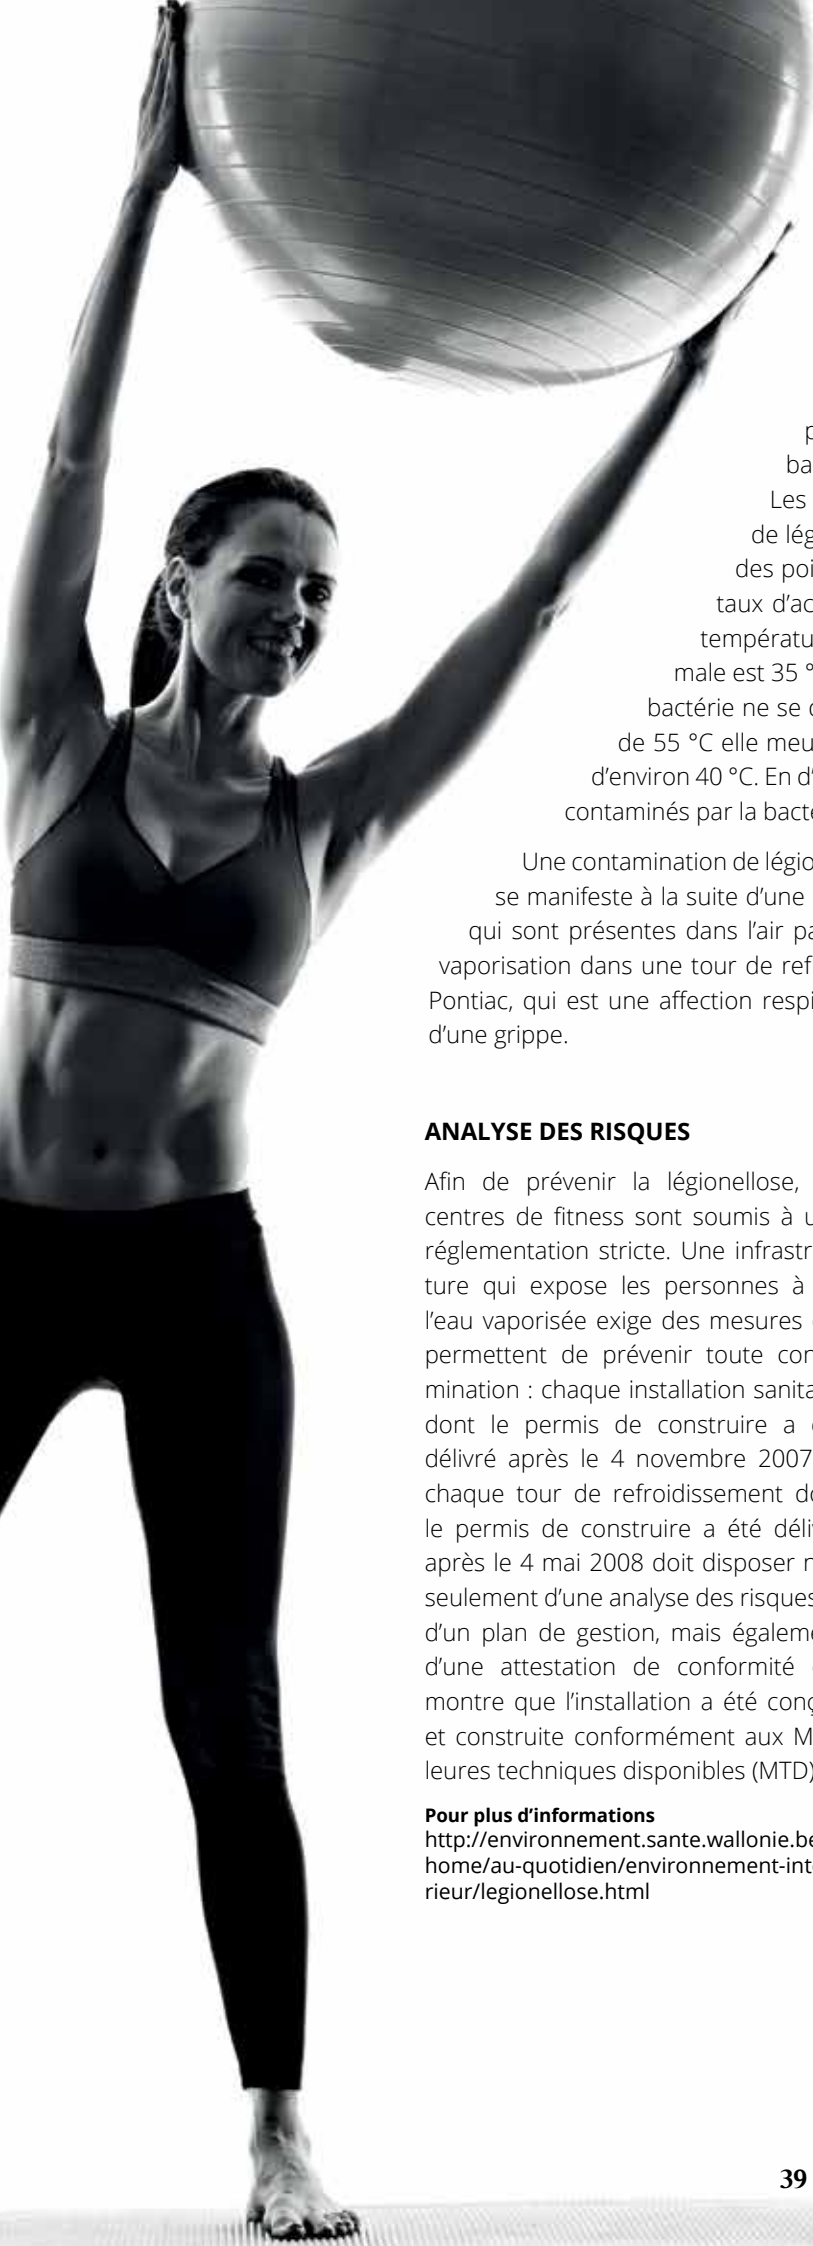 p
ba
Les
de lég
des poi
taux d’ac
températu
male est 35 °
bactérie ne se
de 55 °C elle meu
d’environ 40 °C. En d’
contaminés par la bact
Une contamination de légio
se manifeste à la suite d’une
qui sont présentes dans l’air pa
vaporisation dans une tour de ref
Pontiac, qui est une affection respi
d’une grippe.
ANALYSE DES RISQUES
Afin de prévenir la légionellose,
centres de fitness sont soumis à u
réglementation stricte. Une infrastr
ture qui expose les personnes à
l’eau vaporisée exige des mesures
permettent de prévenir toute con
mination : chaque installation sanita
dont le permis de construire a
délivré après le 4 novembre 2007
chaque tour de refroidissement do
le permis de construire a été déli
après le 4 mai 2008 doit disposer n
seulement d’une analyse des risques
d’un plan de gestion, mais égaleme
d’une attestation de conformité
montre que l’installation a été conç
et construite conformément aux M
leures techniques disponibles (MTD)
Pour plus d’informations
http://environnement.sante.wallonie.be
home/au-quotidien/environnement-int
rieur/legionellose.html
39